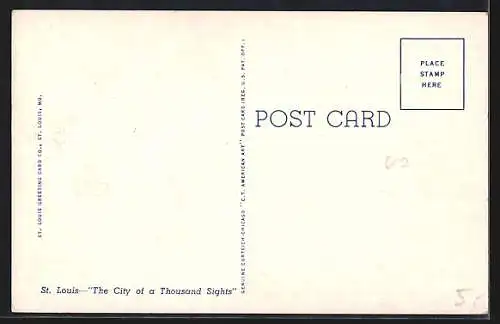 ST. LOUIS GREETING CARD CO., ST. LOUIS, MO.
St. Louis—"The City of a Thousand Sights"
GENUINE CURTEICH-CHICAGO "C.T. AMERICAN ART" POST CARD (REG. U.S. PAT. OFF.)
POST CARD
PLACE
STAMP
HERE
5.-